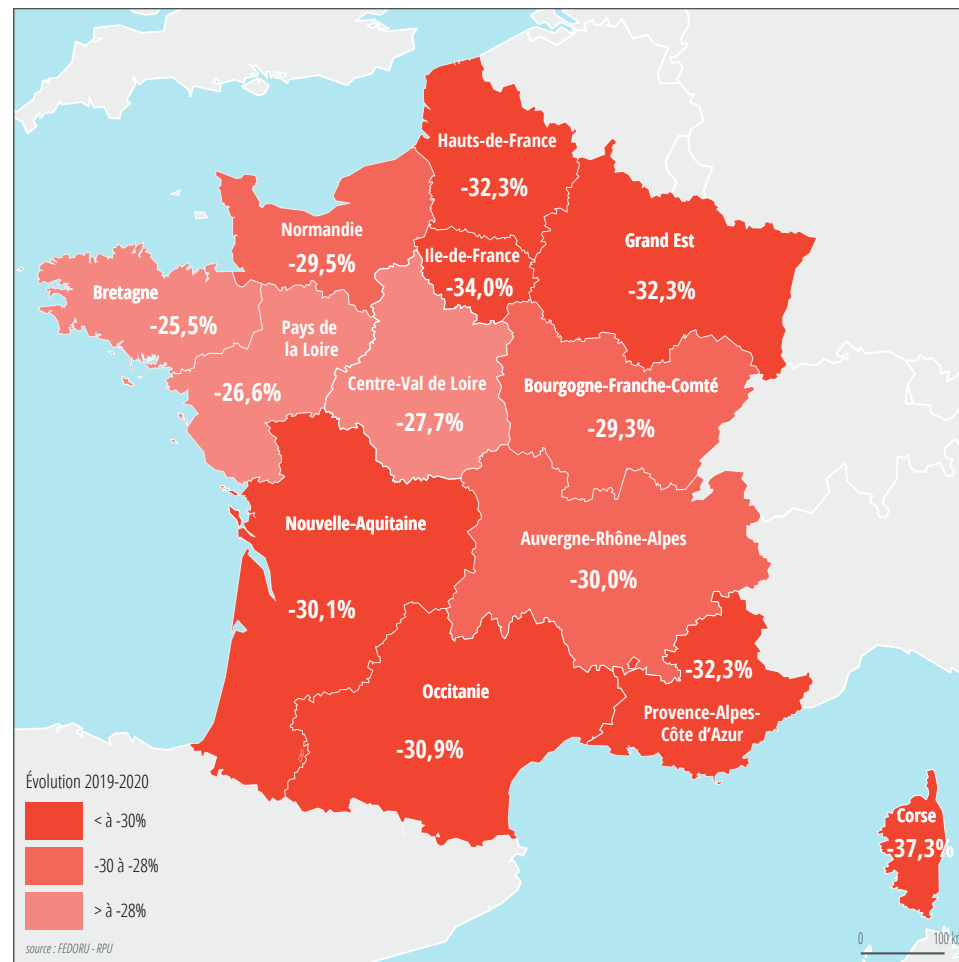 Hauts-de-France
-32,3%
Normandie
-29,5%
Ile-de-France
-34,0%
Grand Est
-32,3%
Bretagne
-25,5%
Pays de
la Loire
-26,6%
Centre-Val de Loire
-27,7%
Bourgogne-Franche-Comté
-29,3%
Nouvelle-Aquitaine
-30,1%
Auvergne-Rhône-Alpes
-30,0%
Occitanie
-30,9%
-32,3%
Provence-Alpes-
Côte d'Azur
Corse
-37,3%
Évolution 2019-2020
< à -30%
-30 à -28%
> à -28%
source : FEDORU - RPU
0 100 km